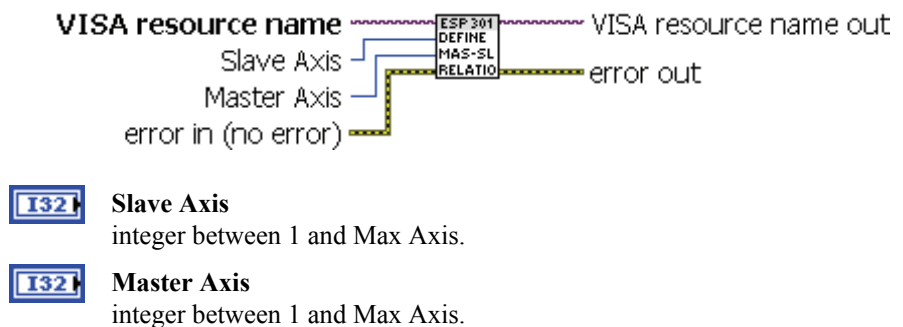 VISA resource name
ESP 301
DEFINE
MAS-SL
RELATIO
VISA resource name out
Slave Axis
error out
Master Axis
error in (no error)
I32
Slave Axis
integer between 1 and Max Axis.
I32
Master Axis
integer between 1 and Max Axis.